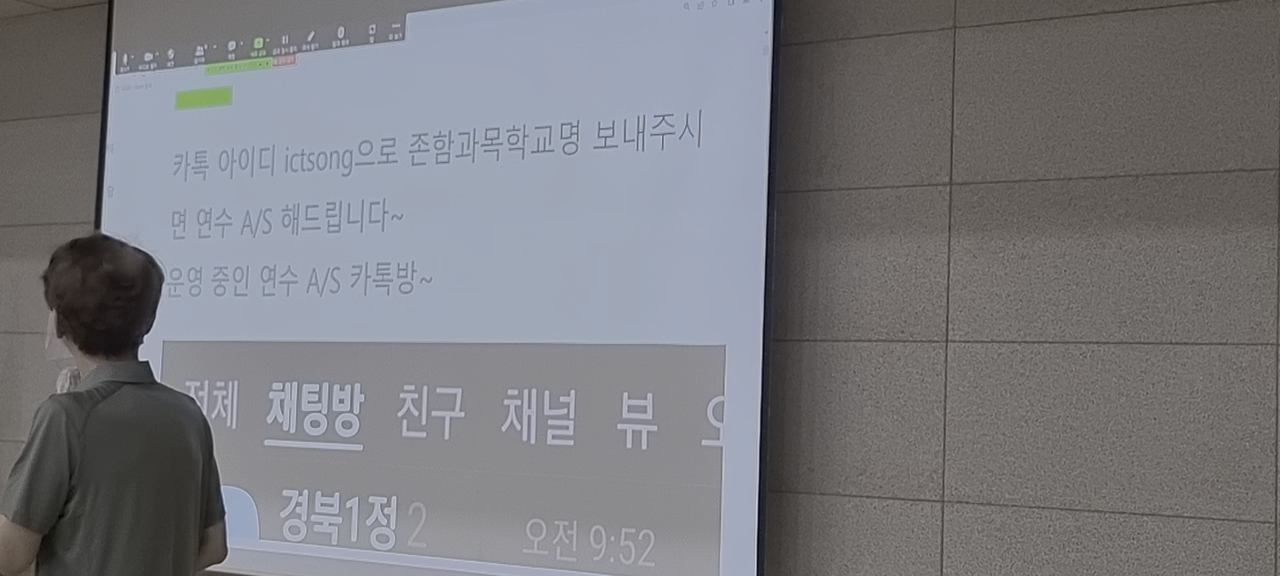 카톡 아이디 ictsong으로 존함과목학교명 보내주시
면 연수 A/S 해드립니다~
운영 중인 연수 A/S 카톡방~
전체 채팅방 친구 채널 뷰
경북1정 2 오전 9:52